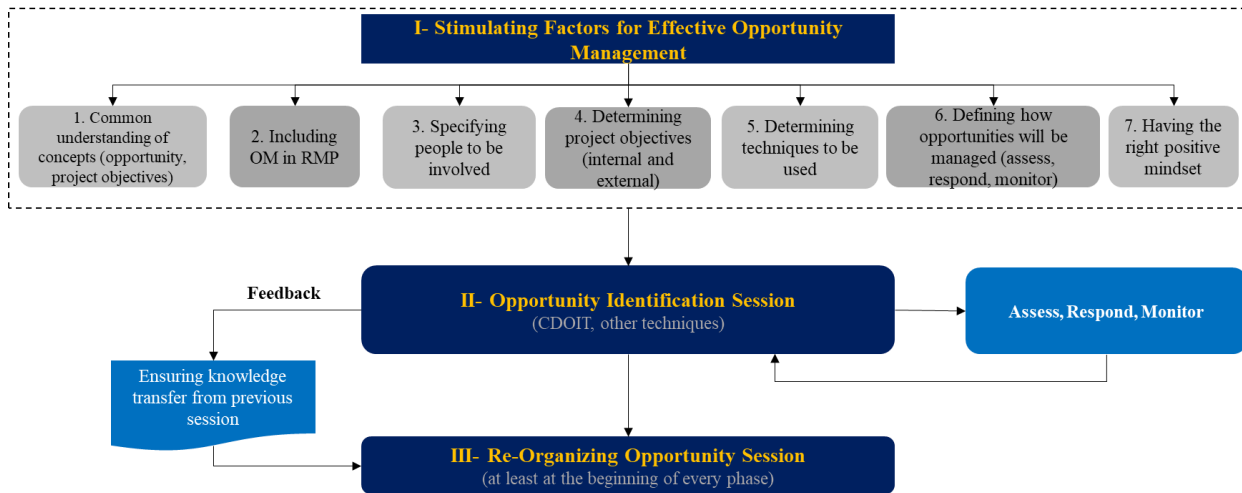 I- Stimulating Factors for Effective Opportunity
Management
1. Common
understanding of
concepts (opportunity,
project objectives)
2. Including
OM in RMP
3. Specifying
people to be
involved
4. Determining
project objectives
(internal and
external)
5. Determining
techniques to be
used
6. Defining how
opportunities will be
managed (assess,
respond, monitor)
7. Having the
right positive
mindset
Feedback
II- Opportunity Identification Session
(CDOIT, other techniques)
Assess, Respond, Monitor
Ensuring knowledge
transfer from previous
session
III- Re-Organizing Opportunity Session
(at least at the beginning of every phase)